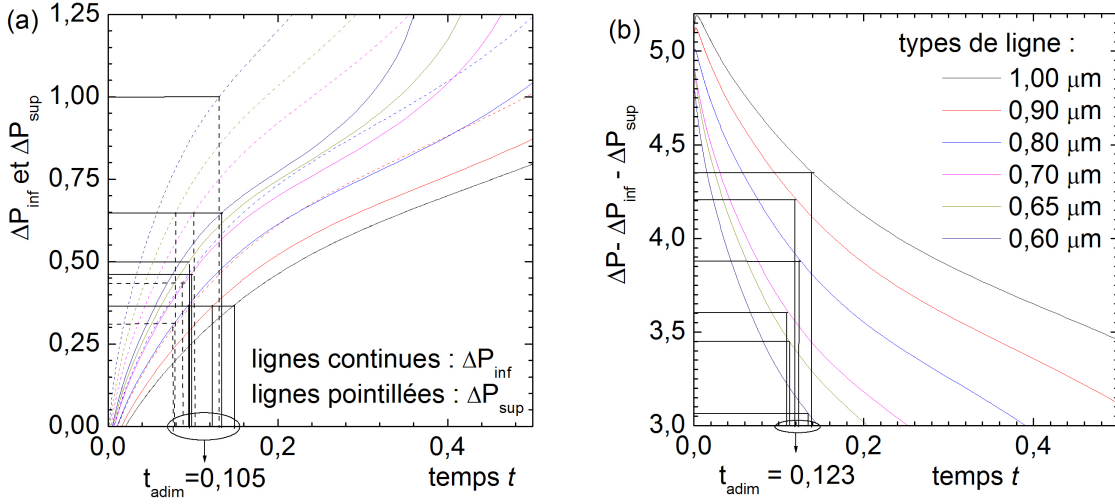 (a)
ΔP_inf et ΔP_sup
1,25
1,00
0,75
0,50
0,25
0,00
lignes continues : ΔP_inf
lignes pointillées : ΔP_sup
0,0
0,2
0,4
t_adim =0,105
temps t
(b)
ΔP- ΔP_inf - ΔP_sup
5,0
4,5
4,0
3,5
3,0
types de ligne :
1,00 μm
0,90 μm
0,80 μm
0,70 μm
0,65 μm
0,60 μm
0,0
0,2
0,4
t_adim = 0,123
temps t